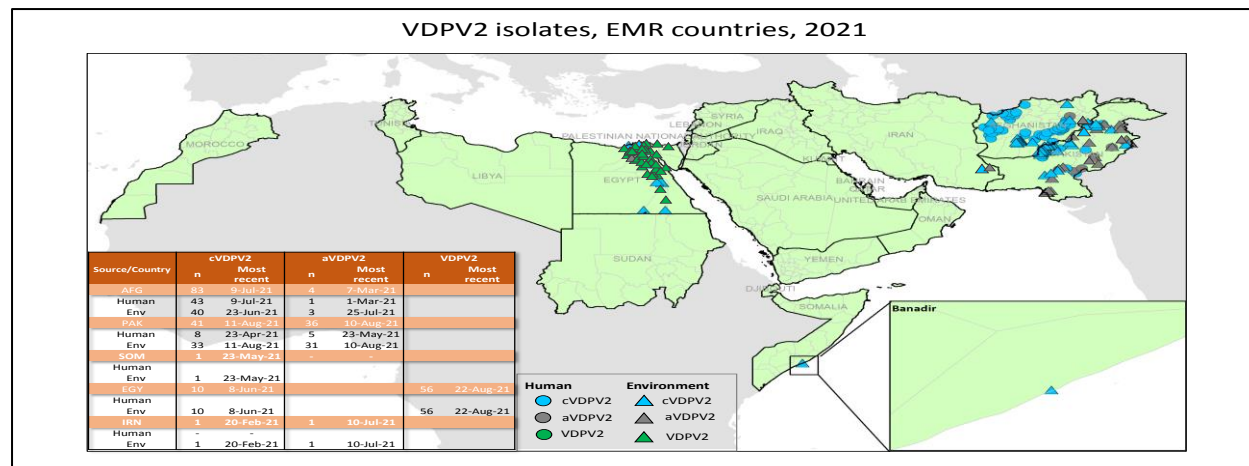 VDPV2 isolates, EMR countries, 2021
MOROCCO
TUNISIA
LIBYA
EGYPT
SUDAN
LEBANON
SYRIA
PALESTINIAN NATIONAL AUTHORITY
JORDAN
IRAQ
IRAN
KUWAIT
BAHRAIN
QATAR
SAUDI ARABIA
UNITED ARAB EMIRATES
OMAN
YEMEN
DJIBOUTI
SOMALIA
AFGHANISTAN
PAKISTAN
Banadir
Source/Country cVDPV2 aVDPV2 VDPV2
n Most recent n Most recent n Most recent
AFG 83 9-Jul-21 4 7-Mar-21
Human 43 9-Jul-21 1 1-Mar-21
Env 40 23-Jun-21 3 25-Jul-21
PAK 41 11-Aug-21 36 10-Aug-21
Human 8 23-Apr-21 5 23-May-21
Env 33 11-Aug-21 31 10-Aug-21
SOM 1 23-May-21 - -
Human
Env 1 23-May-21
EGY 10 8-Jun-21 56 22-Aug-21
Human
Env 10 8-Jun-21 56 22-Aug-21
IRN 1 20-Feb-21 1 10-Jul-21
Human - -
Env 1 20-Feb-21 1 10-Jul-21
Human Environment
cVDPV2 cVDPV2
aVDPV2 aVDPV2
VDPV2 VDPV2